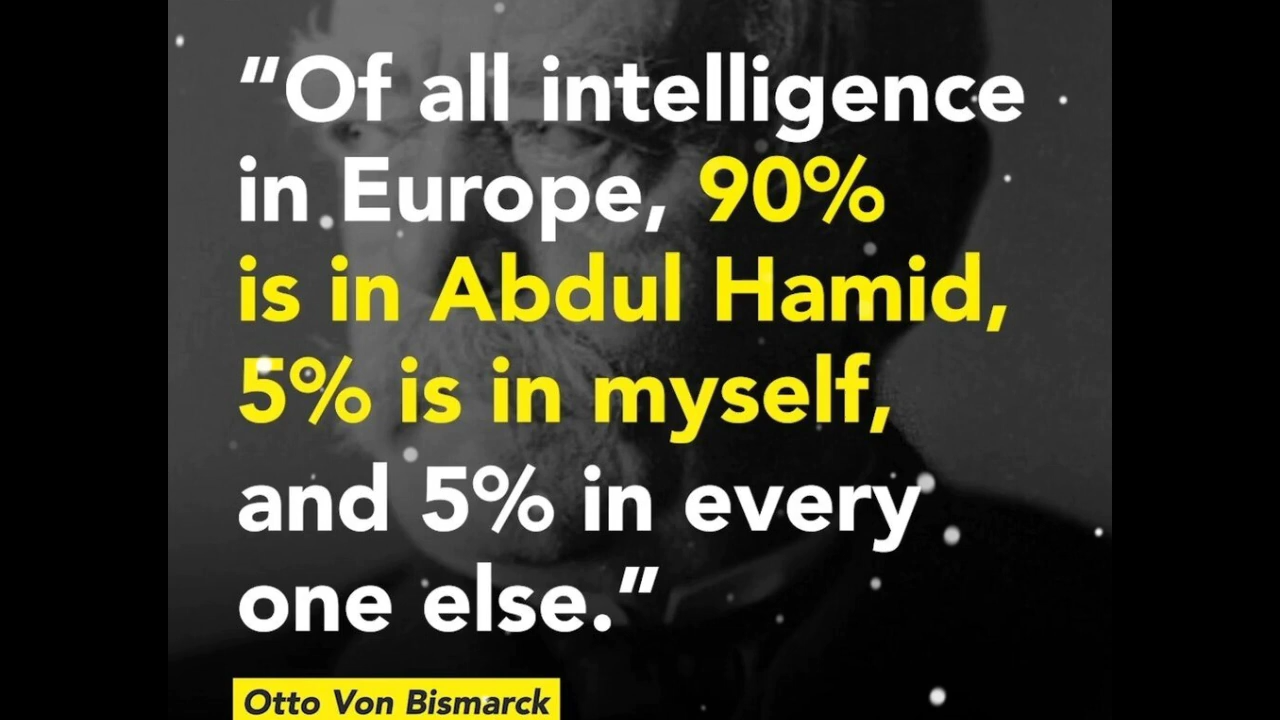 “Of all intelligence
in Europe, 90%
is in Abdul Hamid,
5% is in myself,
and 5% in every
one else.”
Otto Von Bismarck